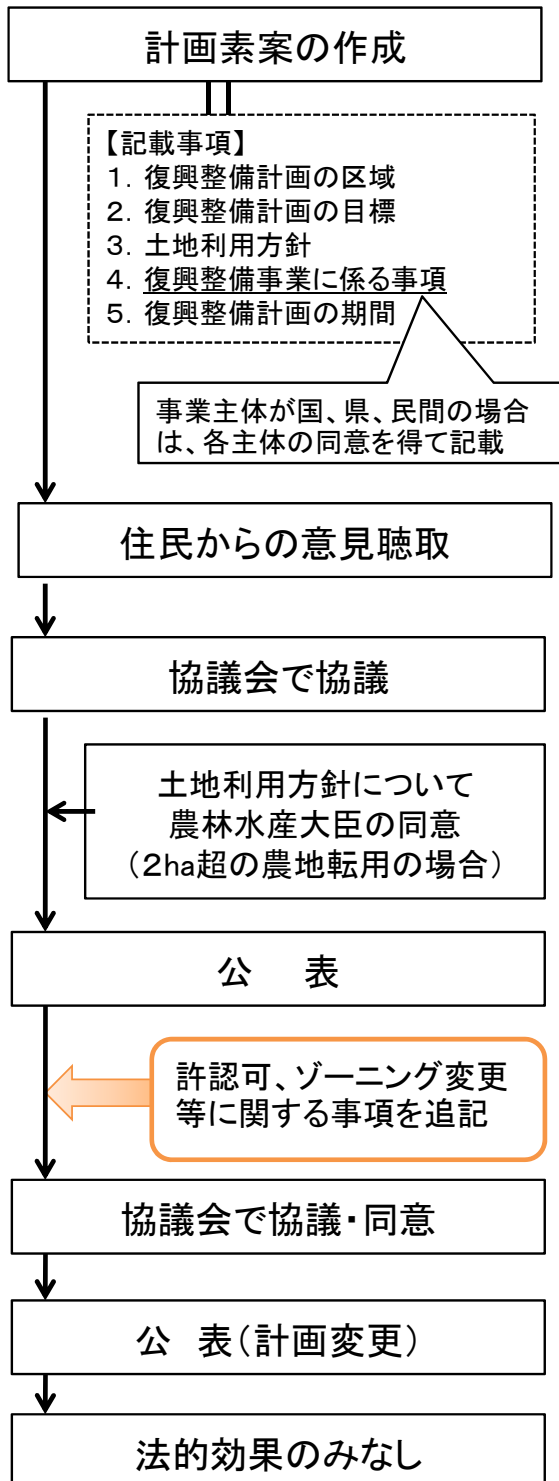 計画素案の作成
【記載事項】
1．復興整備計画の区域
2．復興整備計画の目標
3．土地利用方針
4．復興整備事業に係る事項
5．復興整備計画の期間
事業主体が国、県、民間の場合
は、各主体の同意を得て記載
住民からの意見聴取
協議会で協議
土地利用方針について
農林水産大臣の同意
（2ha超の農地転用の場合）
公　表
許認可、ゾーニング変更
等に関する事項を追記
協議会で協議・同意
公　表（計画変更）
法的効果のみなし